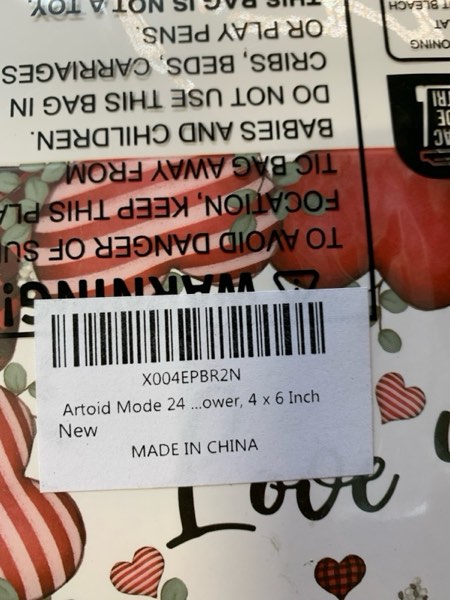 WARNING!
TO AVOID DANGER OF SU
FOCATION, KEEP THIS PLA
TIC BAG AWAY FROM
BABIES AND CHILDREN.
DO NOT USE THIS BAG IN
CRIBS, BEDS, CARRIAGES
OR PLAY PENS.
THIS BAG IS NOT A TOY.
X004EPBR2N
Artoid Mode 24 ...ower, 4 x 6 Inch
New
MADE IN CHINA
Love